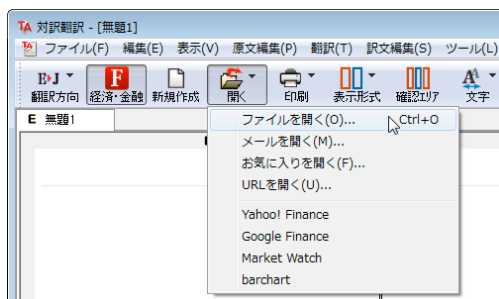 TA 対訳翻訳 - [無題1]
TA ファイル(F) 編集(E) 表示(V) 原文編集(P) 翻訳(T) 訳文編集(S) ツール(L)
E›J F A A
翻訳方向 経済・金融 新規作成 開く 印刷 表示形式 確認ｴﾘｱ 文字
E 無題1
ファイルを開く(O)... Ctrl+O
メールを開く(M)...
お気に入りを開く(F)...
URLを開く(U)...
Yahoo! Finance
Google Finance
Market Watch
barchart